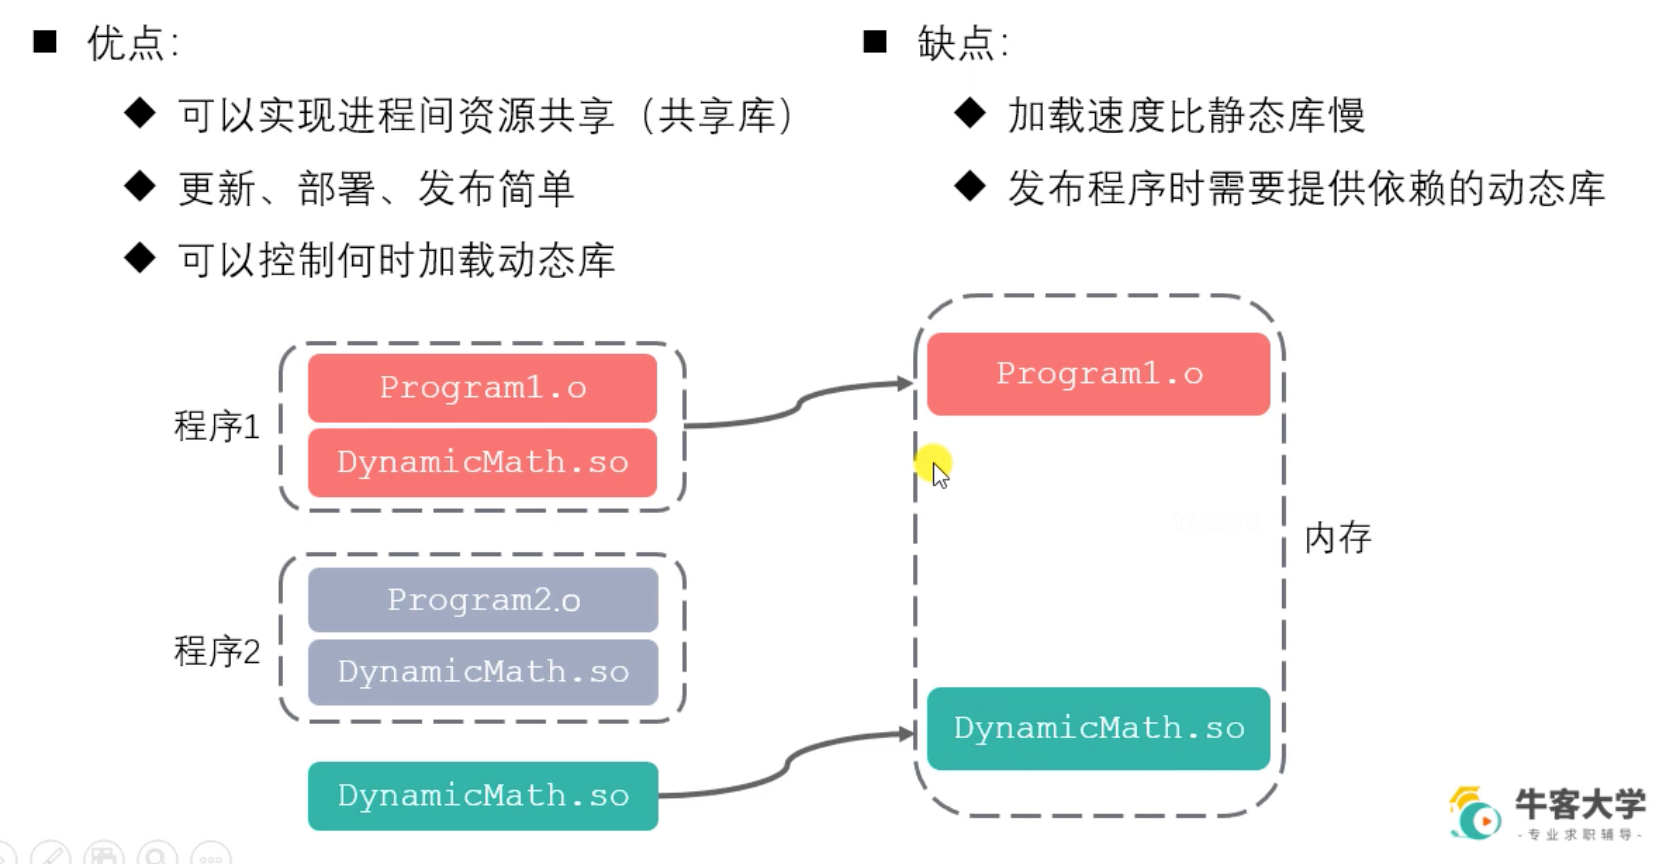 优点：
可以实现进程间资源共享（共享库）
更新、部署、发布简单
可以控制何时加载动态库
缺点：
加载速度比静态库慢
发布程序时需要提供依赖的动态库
程序1
Program1.o
DynamicMath.so
程序2
Program2.o
DynamicMath.so
DynamicMath.so
Program1.o
DynamicMath.so
内存
牛客大学
-专业求职辅导-